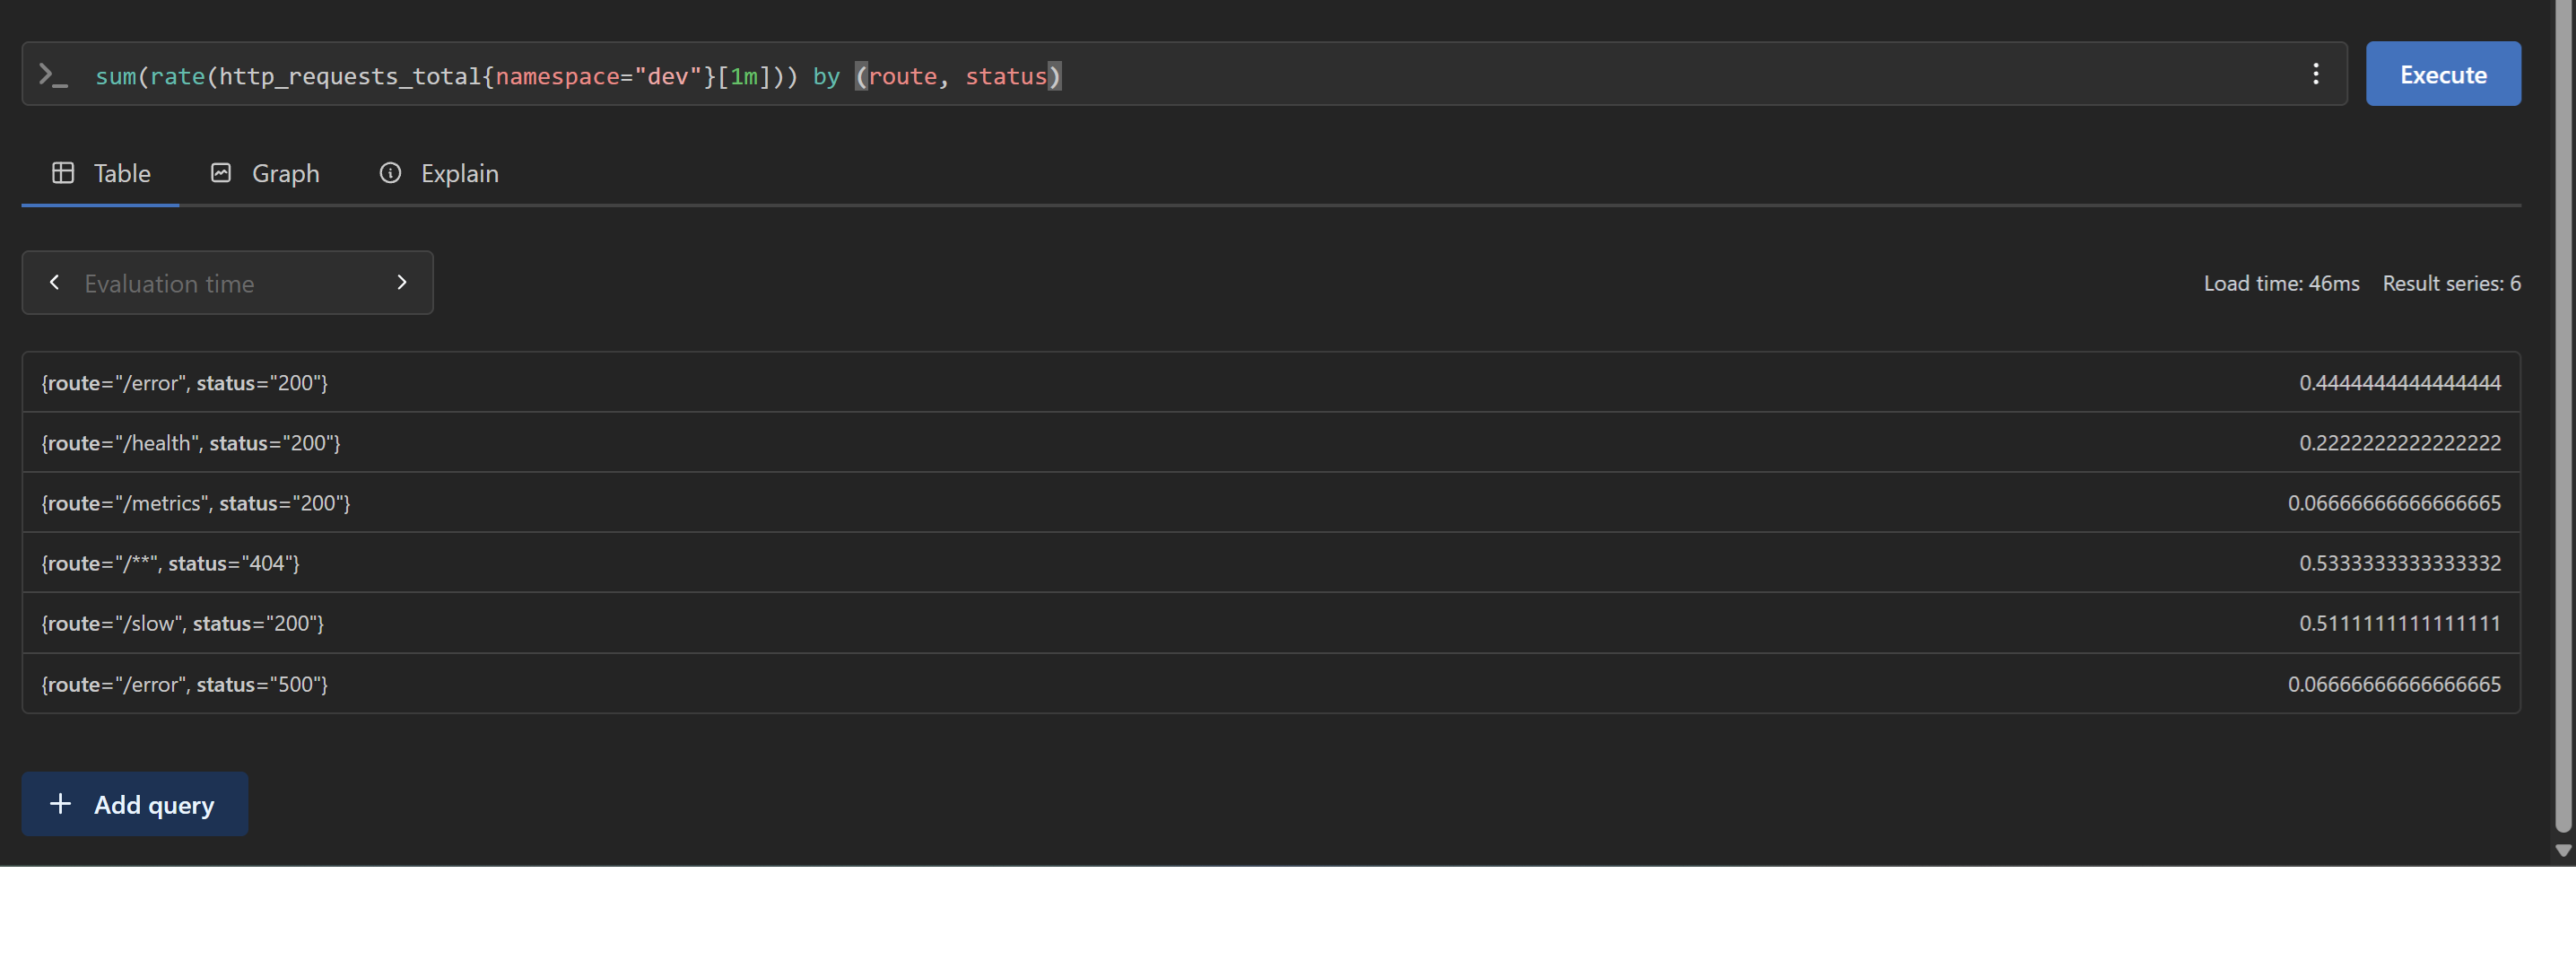 >_ sum(rate(http_requests_total{namespace="dev"}[1m])) by (route, status)
Execute
Table Graph Explain
Evaluation time
Load time: 46ms Result series: 6
{route="/error", status="200"} 0.4444444444444444
{route="/health", status="200"} 0.2222222222222222
{route="/metrics", status="200"} 0.06666666666666665
{route="/**", status="404"} 0.5333333333333332
{route="/slow", status="200"} 0.5111111111111111
{route="/error", status="500"} 0.06666666666666665
+ Add query